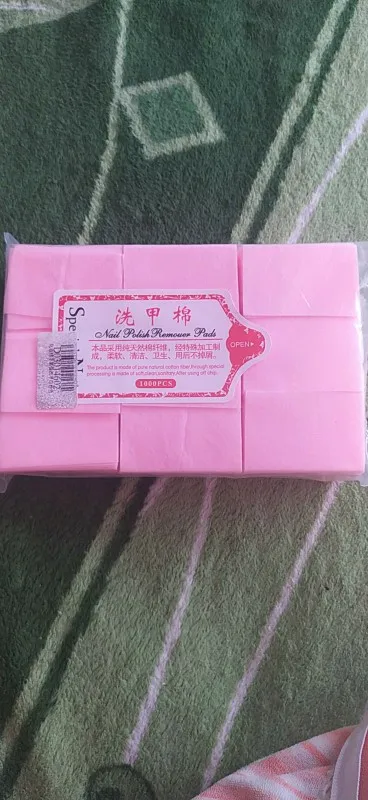 洗甲棉
Nail Polish Remouer Pads
OPEN
本品采用纯天然棉纤维，经特殊加工制
成，柔软、清洁、卫生、用后不掉屑。
The product is made of pure natural cotton fiber,through special
processing is made of soft,clean,sanitary.After using off chip.
1000PCS